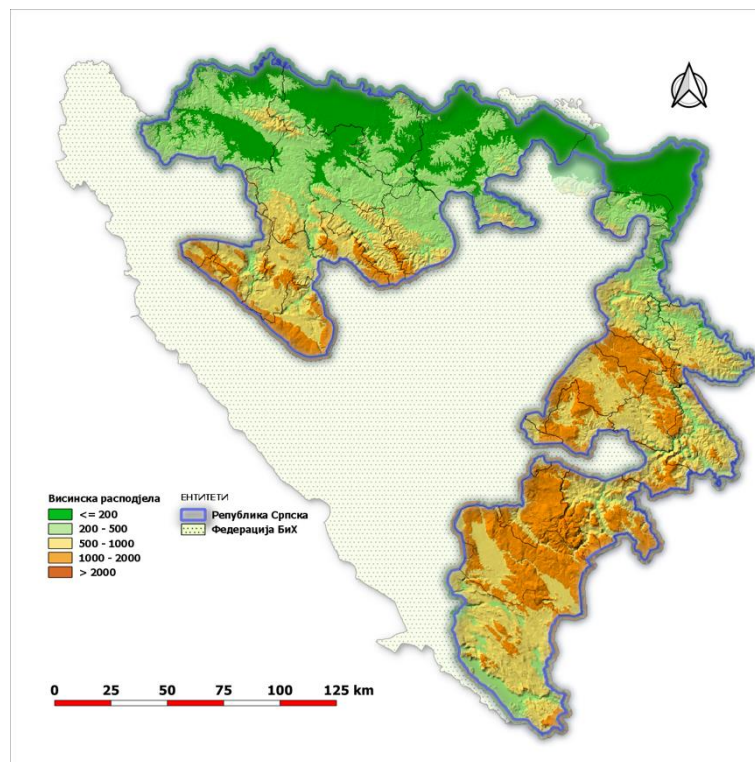 Висинска расподјела
<= 200
200 - 500
500 - 1000
1000 - 2000
> 2000
ЕНТИТЕТИ
Република Српска
Федерација БиХ
0 25 50 75 100 125 km